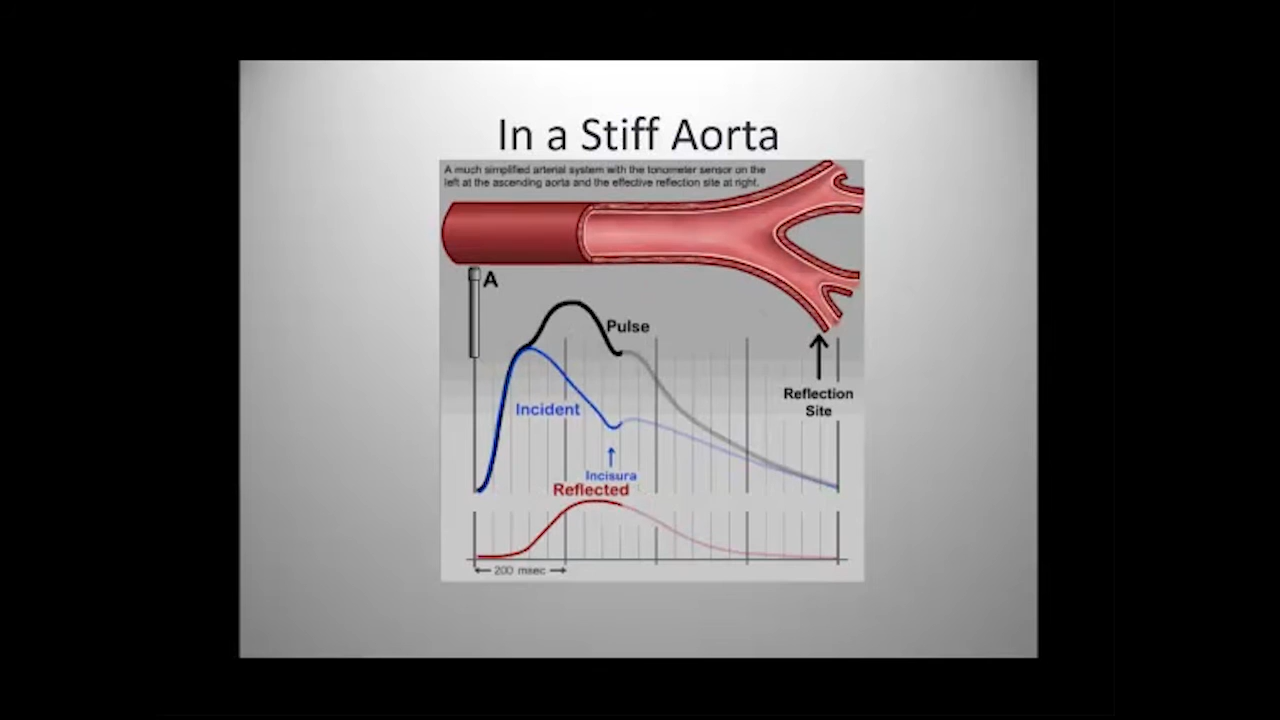 In a Stiff Aorta
A much simplified arterial system with the tonometer sensor on the
left at the ascending aorta and the effective reflection site at right.
A
Pulse
Reflection
Site
Incident
Incisura
Reflected
200 msec